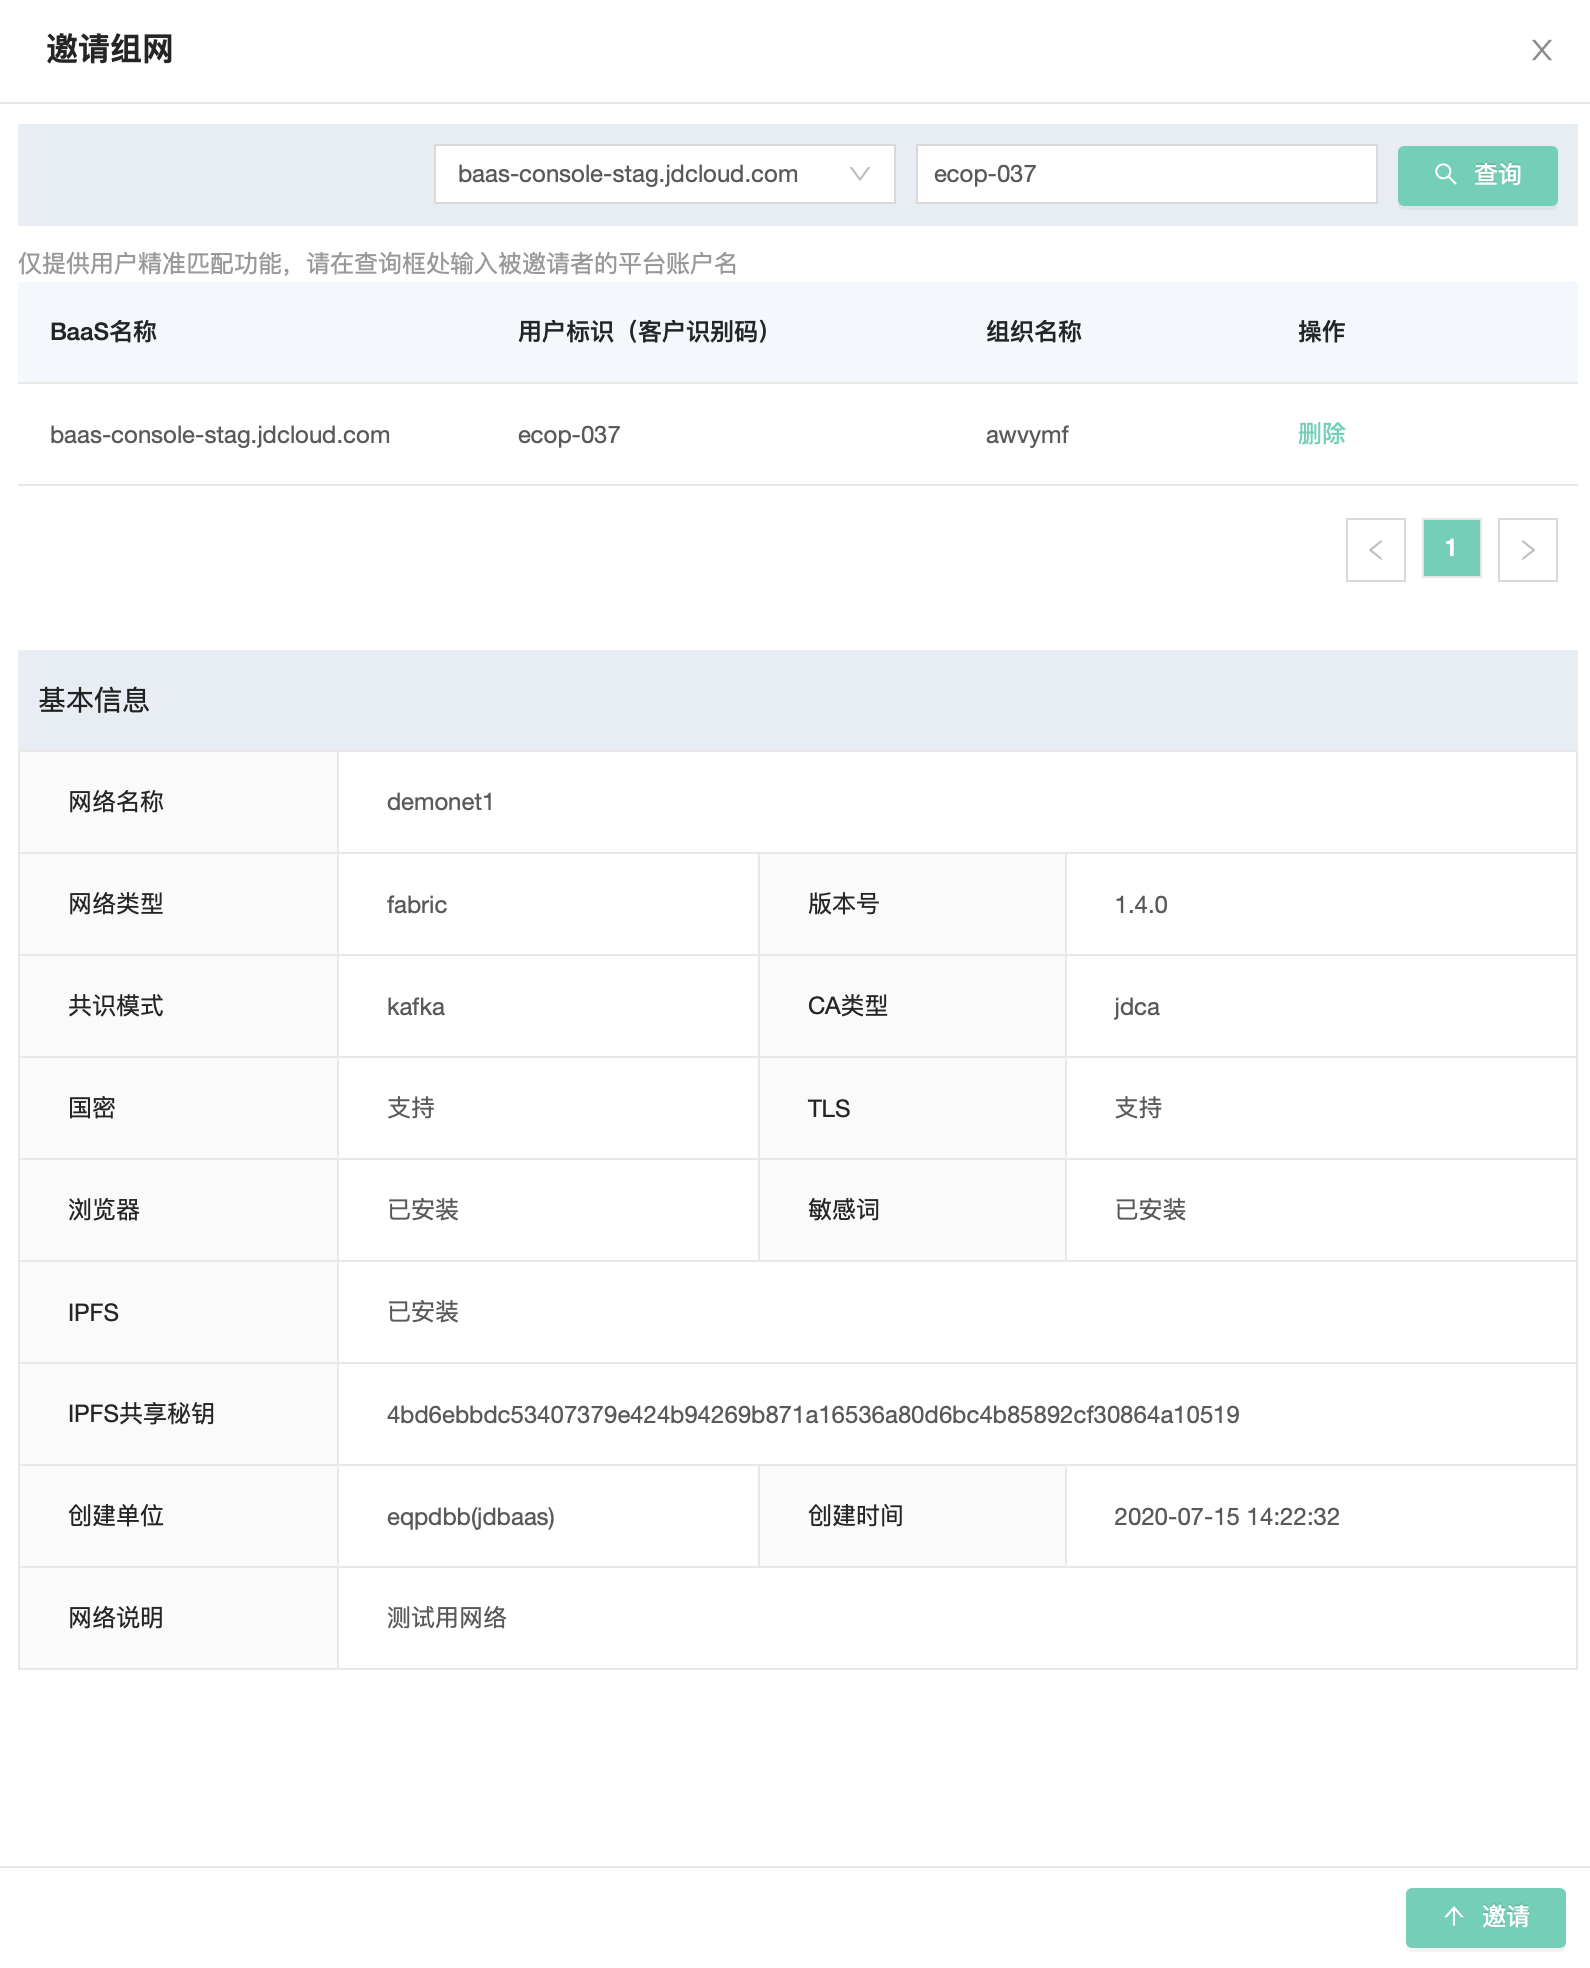 邀请组网
baas-console-stag.jdcloud.com ecop-037 查询
仅提供用户精准匹配功能，请在查询框处输入被邀请者的平台账户名
BaaS名称 用户标识（客户识别码） 组织名称 操作
baas-console-stag.jdcloud.com ecop-037 awvymf 删除
1
基本信息
网络名称 demonet1
网络类型 fabric 版本号 1.4.0
共识模式 kafka CA类型 jdca
国密 支持 TLS 支持
浏览器 已安装 敏感词 已安装
IPFS 已安装
IPFS共享秘钥 4bd6ebbdc53407379e424b94269b871a16536a80d6bc4b85892cf30864a10519
创建单位 eqpdbb(jdbaas) 创建时间 2020-07-15 14:22:32
网络说明 测试用网络
邀请